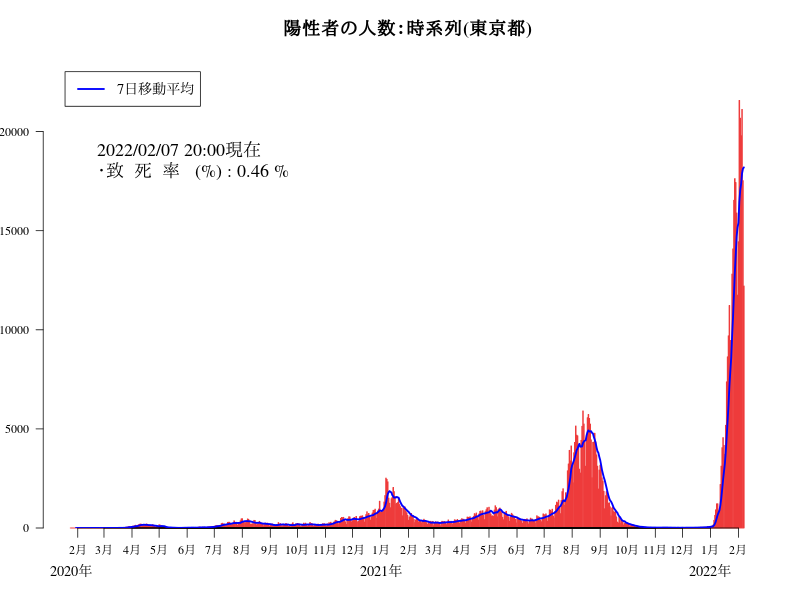 陽性者の人数:時系列(東京都)
7日移動平均
2022/02/07 20:00現在
・致 死 率 (%) : 0.46 %
20000
15000
10000
5000
0
2月 3月 4月 5月 6月 7月 8月 9月 10月 11月 12月 1月 2月 3月 4月 5月 6月 7月 8月 9月 10月 11月 12月 1月 2月
2020年 2021年 2022年